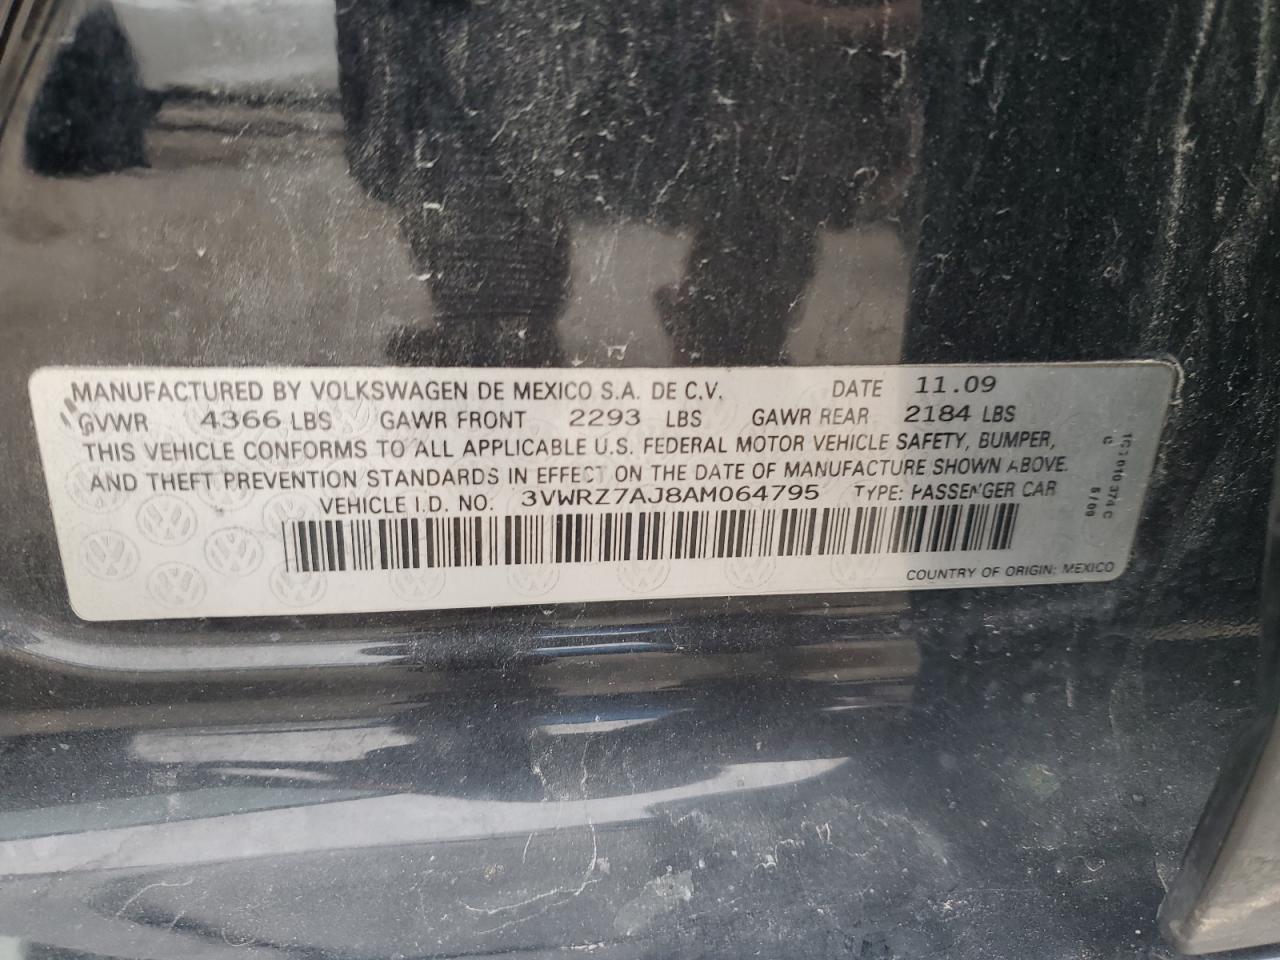 MANUFACTURED BY VOLKSWAGEN DE MEXICO S.A. DE C.V. DATE 11.09
GVWR 4366 LBS GAWR FRONT 2293 LBS GAWR REAR 2184 LBS
THIS VEHICLE CONFORMS TO ALL APPLICABLE U.S. FEDERAL MOTOR VEHICLE SAFETY, BUMPER,
AND THEFT PREVENTION STANDARDS IN EFFECT ON THE DATE OF MANUFACTURE SHOWN ABOVE.
VEHICLE I.D. NO. 3VWRZ7AJ8AM064795 TYPE: PASSENGER CAR
COUNTRY OF ORIGIN: MEXICO
010 374 C